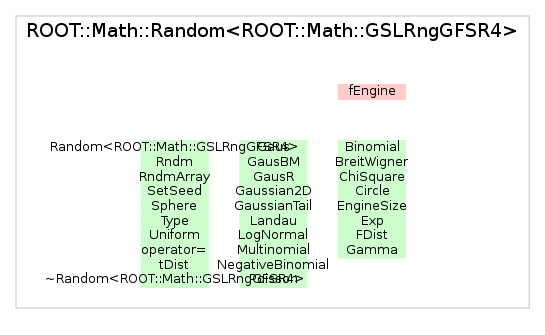 ROOT::Math::Random<ROOT::Math::GSLRngGFSR4>
fEngine
Random<ROOT::Math::GSLRngGFSR4> Gaus Binomial
Rndm GausBM BreitWigner
RndmArray GausR ChiSquare
SetSeed Gaussian2D Circle
Sphere GaussianTail EngineSize
Type Landau Exp
Uniform LogNormal FDist
operator= Multinomial Gamma
tDist NegativeBinomial
~Random<ROOT::Math::GSLRngGFSR4> Poisson